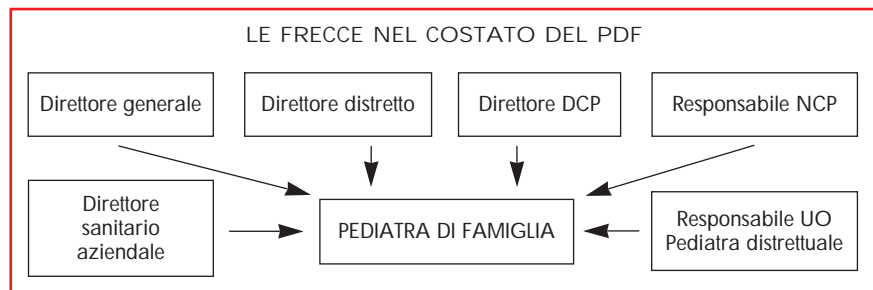 LE FRECCE NEL COSTATO DEL PDF
Direttore generale
Direttore distretto
Direttore DCP
Responsabile NCP
Direttore
sanitario
aziendale
PEDIATRA DI FAMIGLIA
Responsabile UO
Pediatra distrettuale